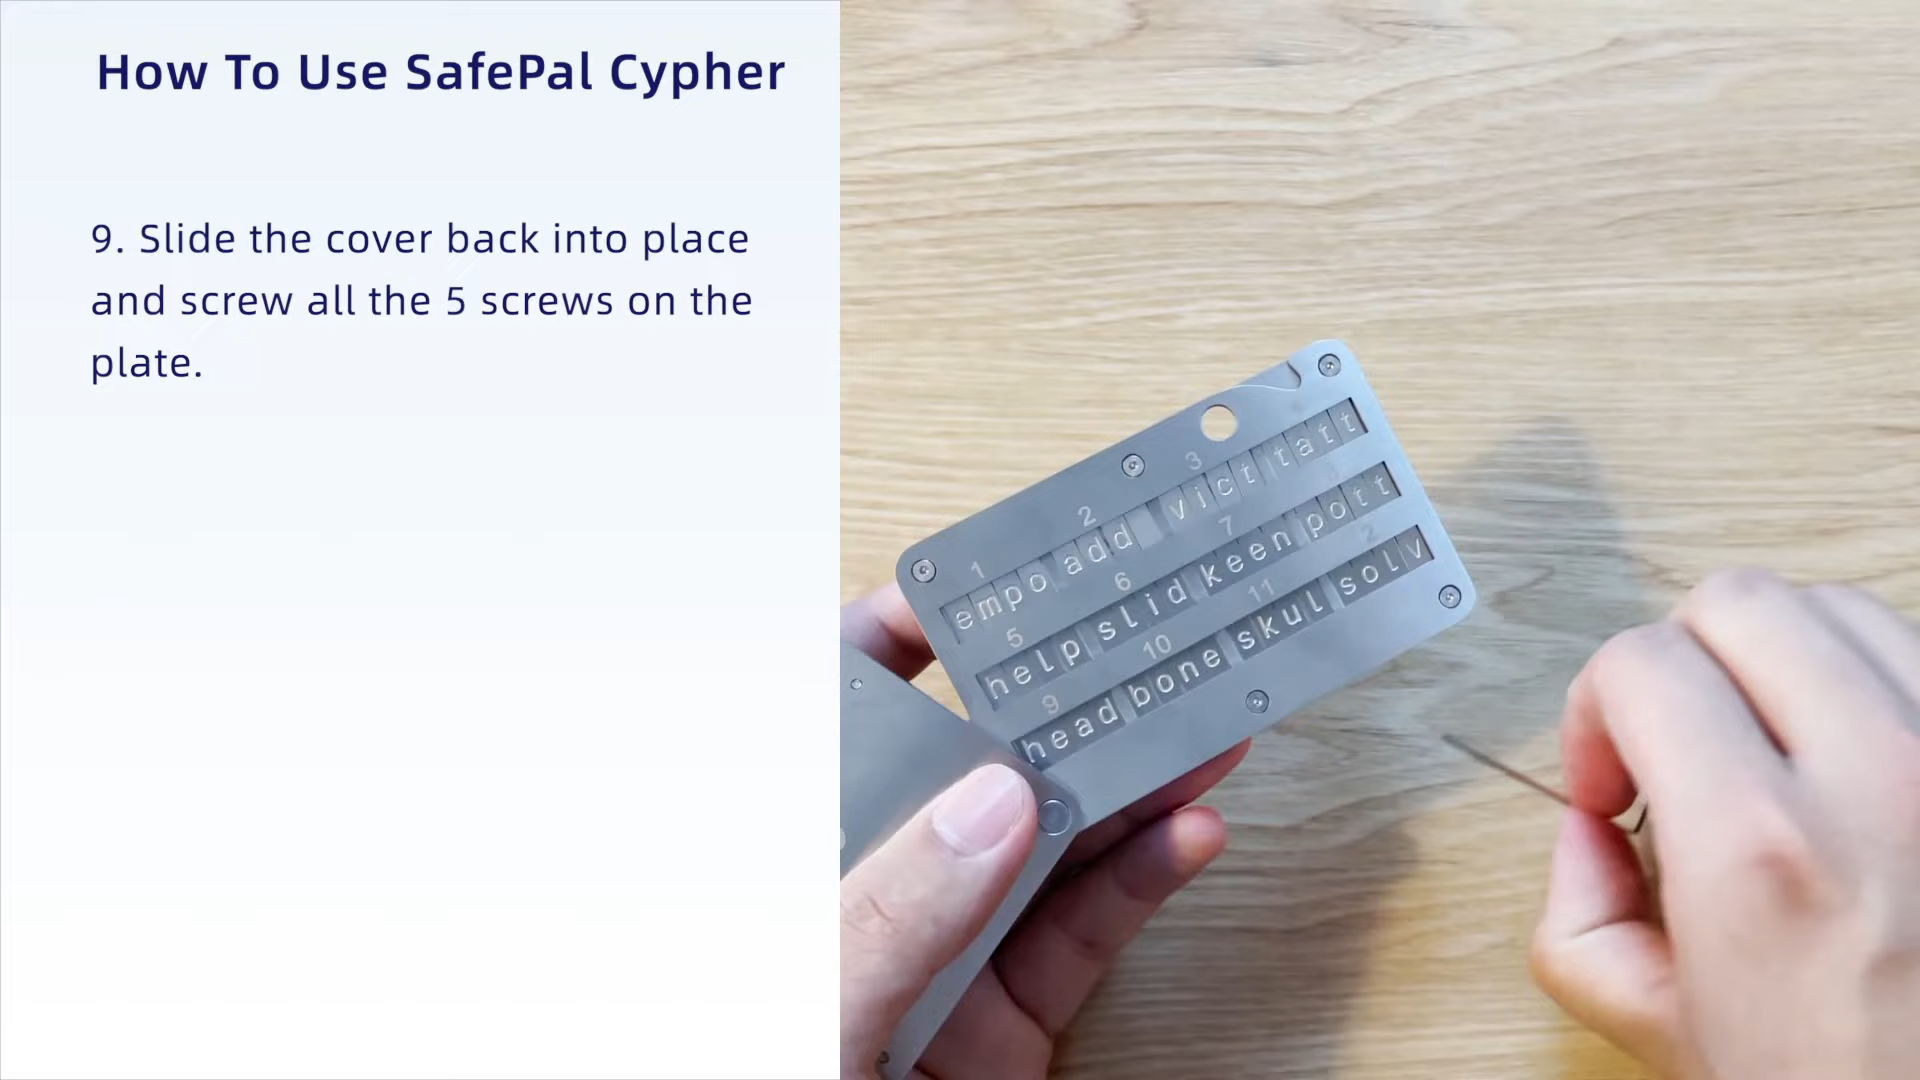 How To Use SafePal Cypher
9. Slide the cover back into place
and screw all the 5 screws on the
plate.
1 2 3
empo add vict tatt
5 6 7
help slid keen pott
9 10 11 2
head bone skul solv